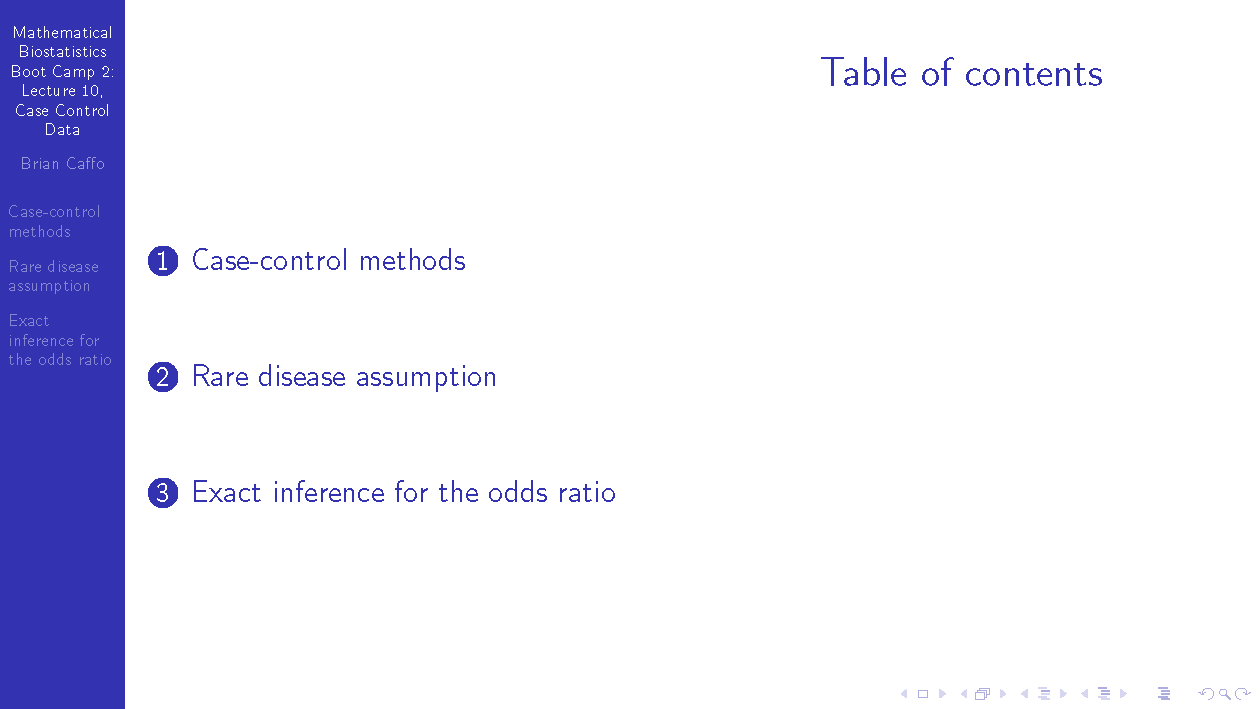 Mathematical
Biostatistics
Boot Camp 2:
Lecture 10,
Case Control
Data
Brian Caffo
Case-control
methods
Rare disease
assumption
Exact
inference for
the odds ratio
Table of contents
1 Case-control methods
2 Rare disease assumption
3 Exact inference for the odds ratio